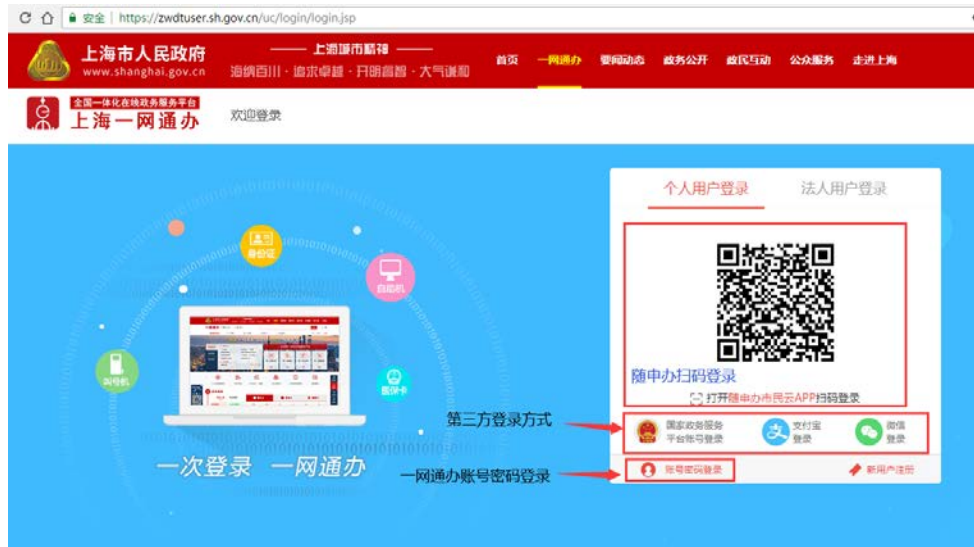 安全 | https://zwdtuser.sh.gov.cn/uc/login/login.jsp
上海市人民政府
www.shanghai.gov.cn
上海城市精神
海纳百川 · 追求卓越 · 开明睿智 · 大气谦和
首页 一网通办 要闻动态 政务公开 政民互动 公众服务 走进上海
全国一体化在线政务服务平台
上海一网通办
欢迎登录
个人用户登录 法人用户登录
身份证
自助机
叫号机
医保卡
随申办扫码登录
打开随申办市民云APP扫码登录
第三方登录方式
国家政务服务
平台账号登录
支付宝
登录
微信
登录
一次登录 一网通办
一网通办账号密码登录
账号密码登录
新用户注册